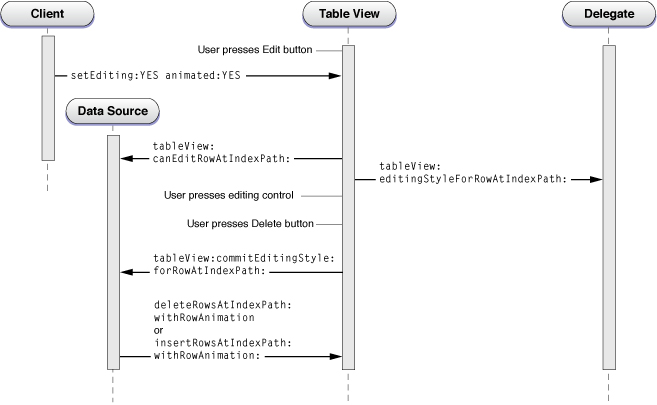 Client
Table View
Delegate
User presses Edit button
setEditing:YES animated:YES
Data Source
tableView:
canEditRowAtIndexPath:
tableView:
editingStyleForRowAtIndexPath:
User presses editing control
User presses Delete button
tableView:commitEditingStyle:
forRowAtIndexPath:
deleteRowsAtIndexPath:
withRowAnimation
or
insertRowsAtIndexPath:
withRowAnimation: